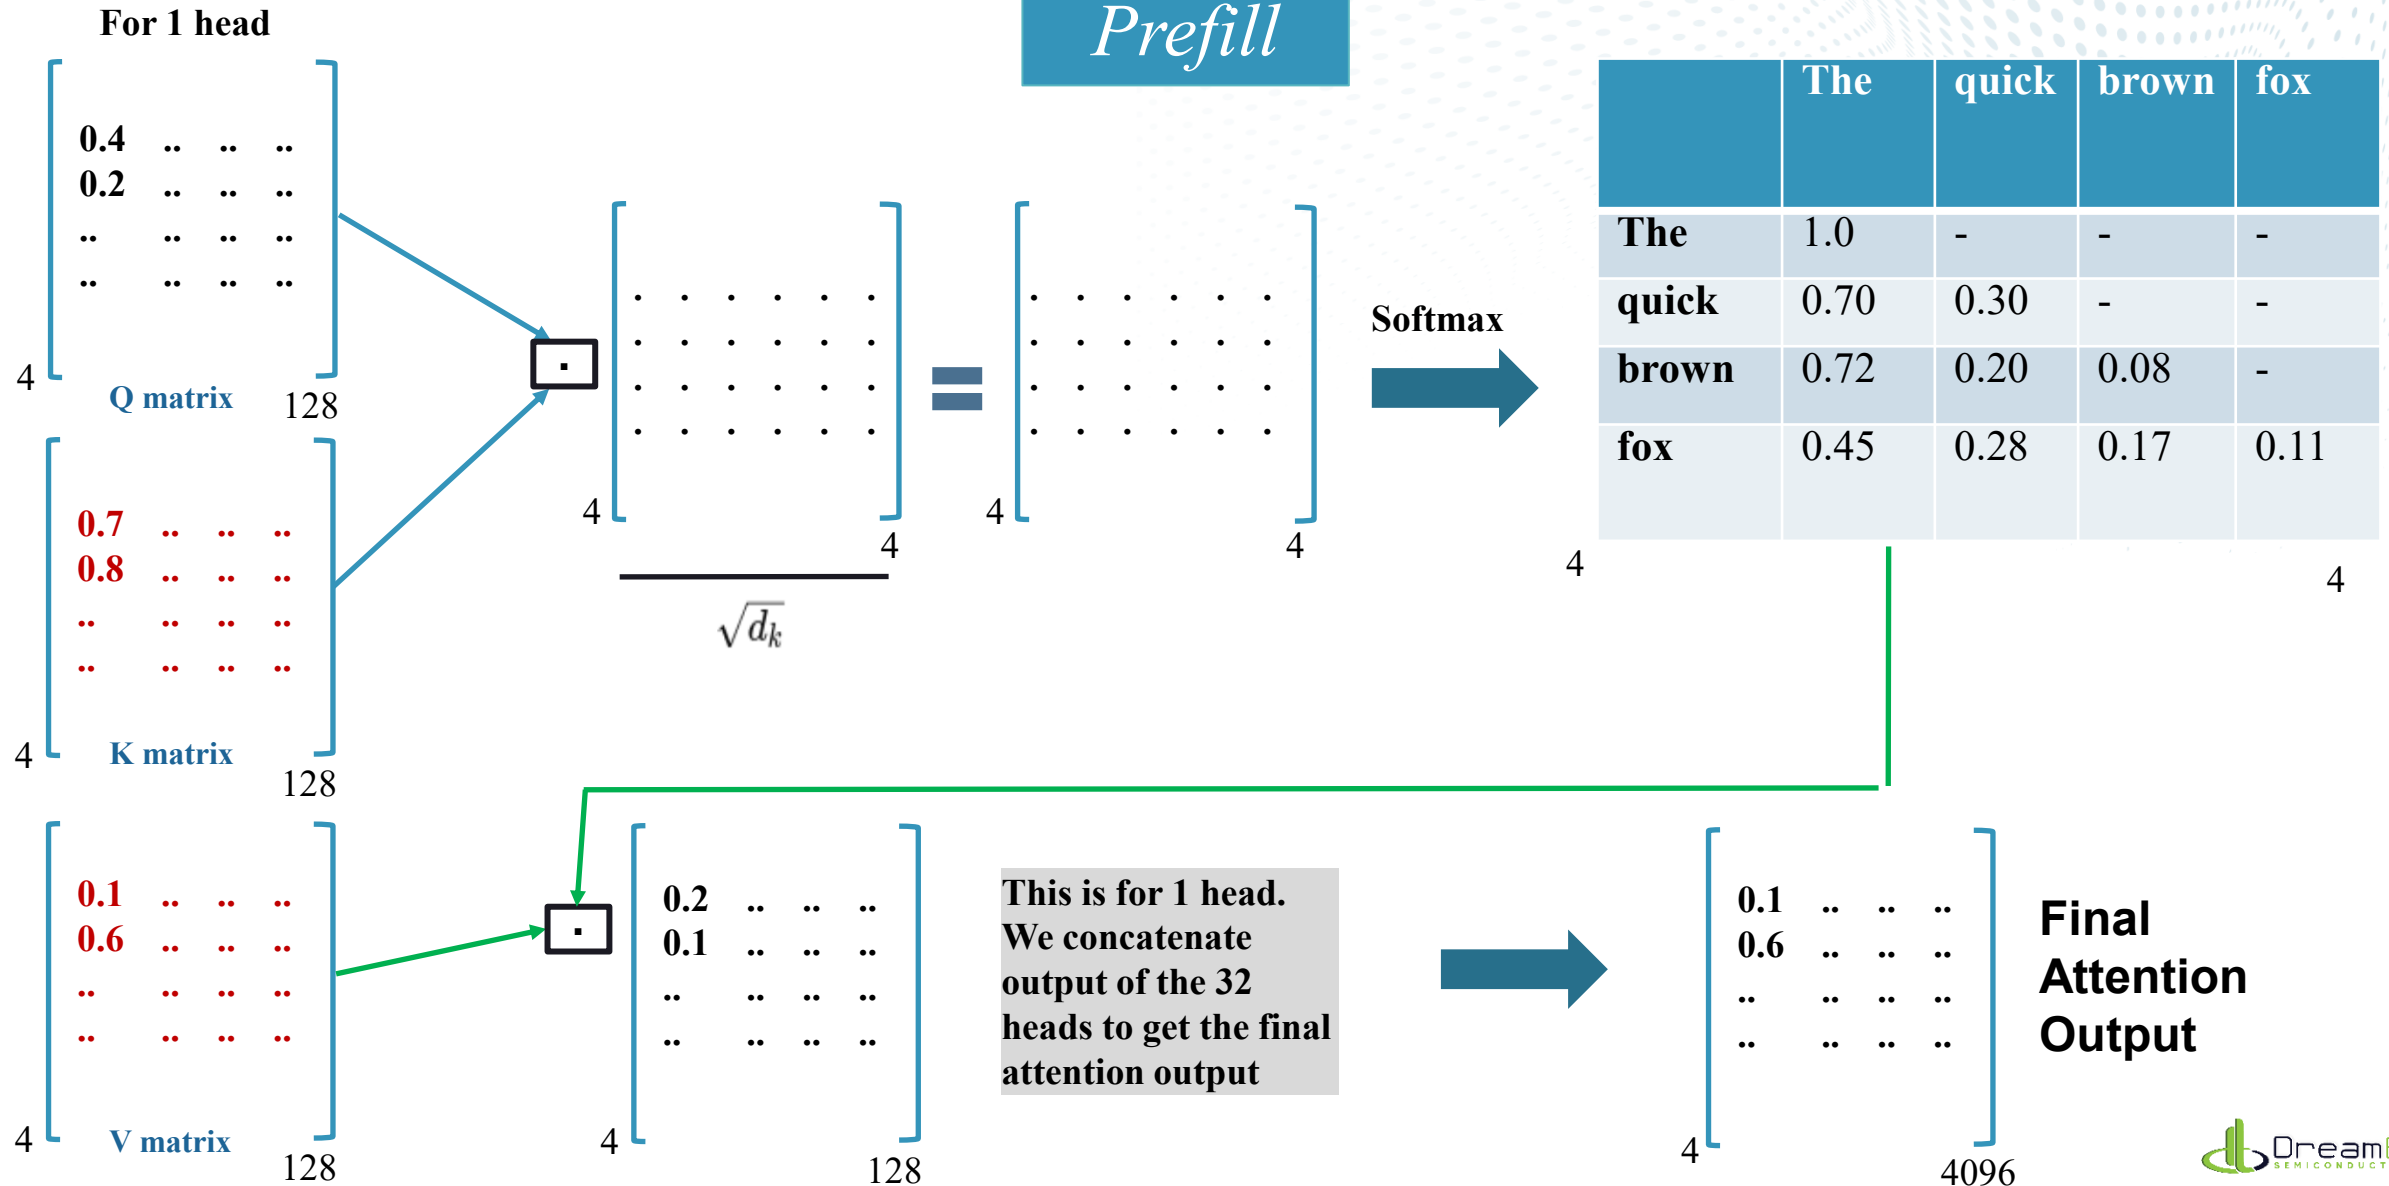 For 1 head
Prefill
0.4 .. .. ..
0.2 .. .. ..
.. .. .. ..
.. .. .. ..
4
Q matrix
128
0.7 .. .. ..
0.8 .. .. ..
.. .. .. ..
.. .. .. ..
4
K matrix
128
.
. . . . . .
. . . . . .
. . . . . .
. . . . . .
4
4
√dk
=
. . . . . .
. . . . . .
. . . . . .
. . . . . .
4
4
Softmax
The quick brown fox
The 1.0 - - -
quick 0.70 0.30 - -
brown 0.72 0.20 0.08 -
fox 0.45 0.28 0.17 0.11
4
4
0.1 .. .. ..
0.6 .. .. ..
.. .. .. ..
.. .. .. ..
4
V matrix
128
.
0.2 .. .. ..
0.1 .. .. ..
.. .. .. ..
.. .. .. ..
4
128
This is for 1 head.
We concatenate
output of the 32
heads to get the final
attention output
0.1 .. .. ..
0.6 .. .. ..
.. .. .. ..
.. .. .. ..
4
4096
Final
Attention
Output
Dream
SEMICONDUCT